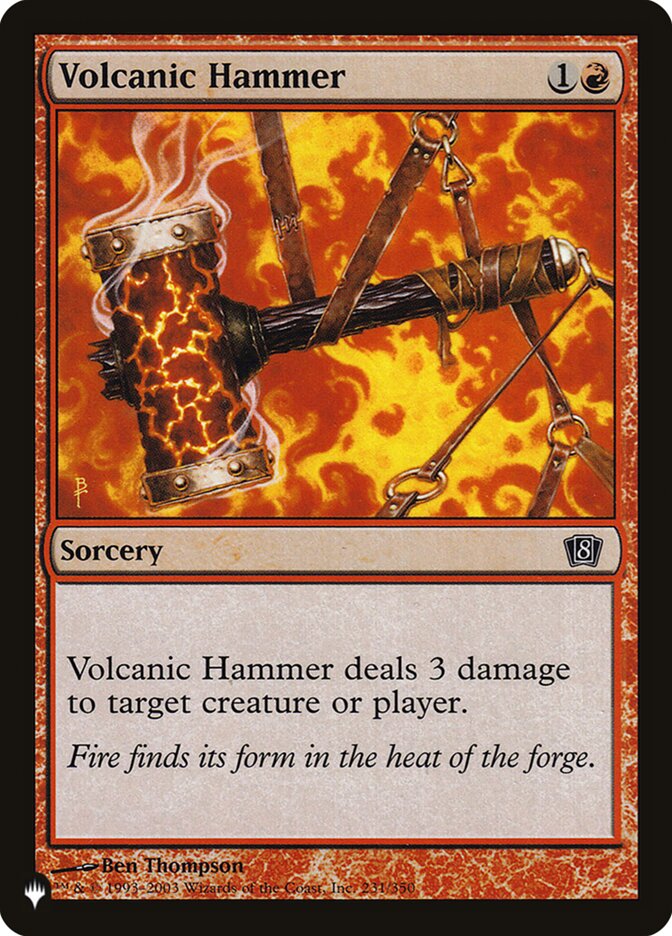 Volcanic Hammer 1
Sorcery 8
Volcanic Hammer deals 3 damage
to target creature or player.
Fire finds its form in the heat of the forge.
Ben Thompson
™ & © 1993–2003 Wizards of the Coast, Inc. 231/350